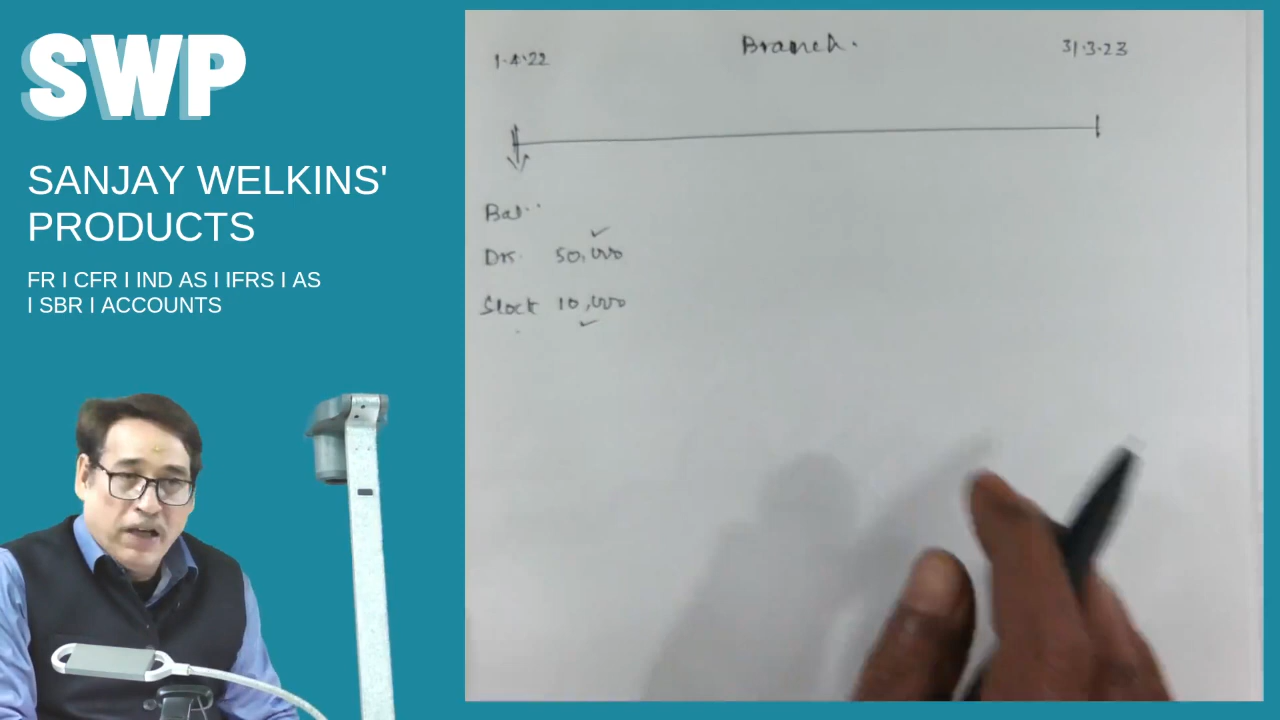 SWP
SANJAY WELKINS'
PRODUCTS
FR I CFR I IND AS I IFRS I AS
I SBR I ACCOUNTS
1.4.22 Branch. 31.3.23
Bal..
Drs. 50,000
Stock 10,000